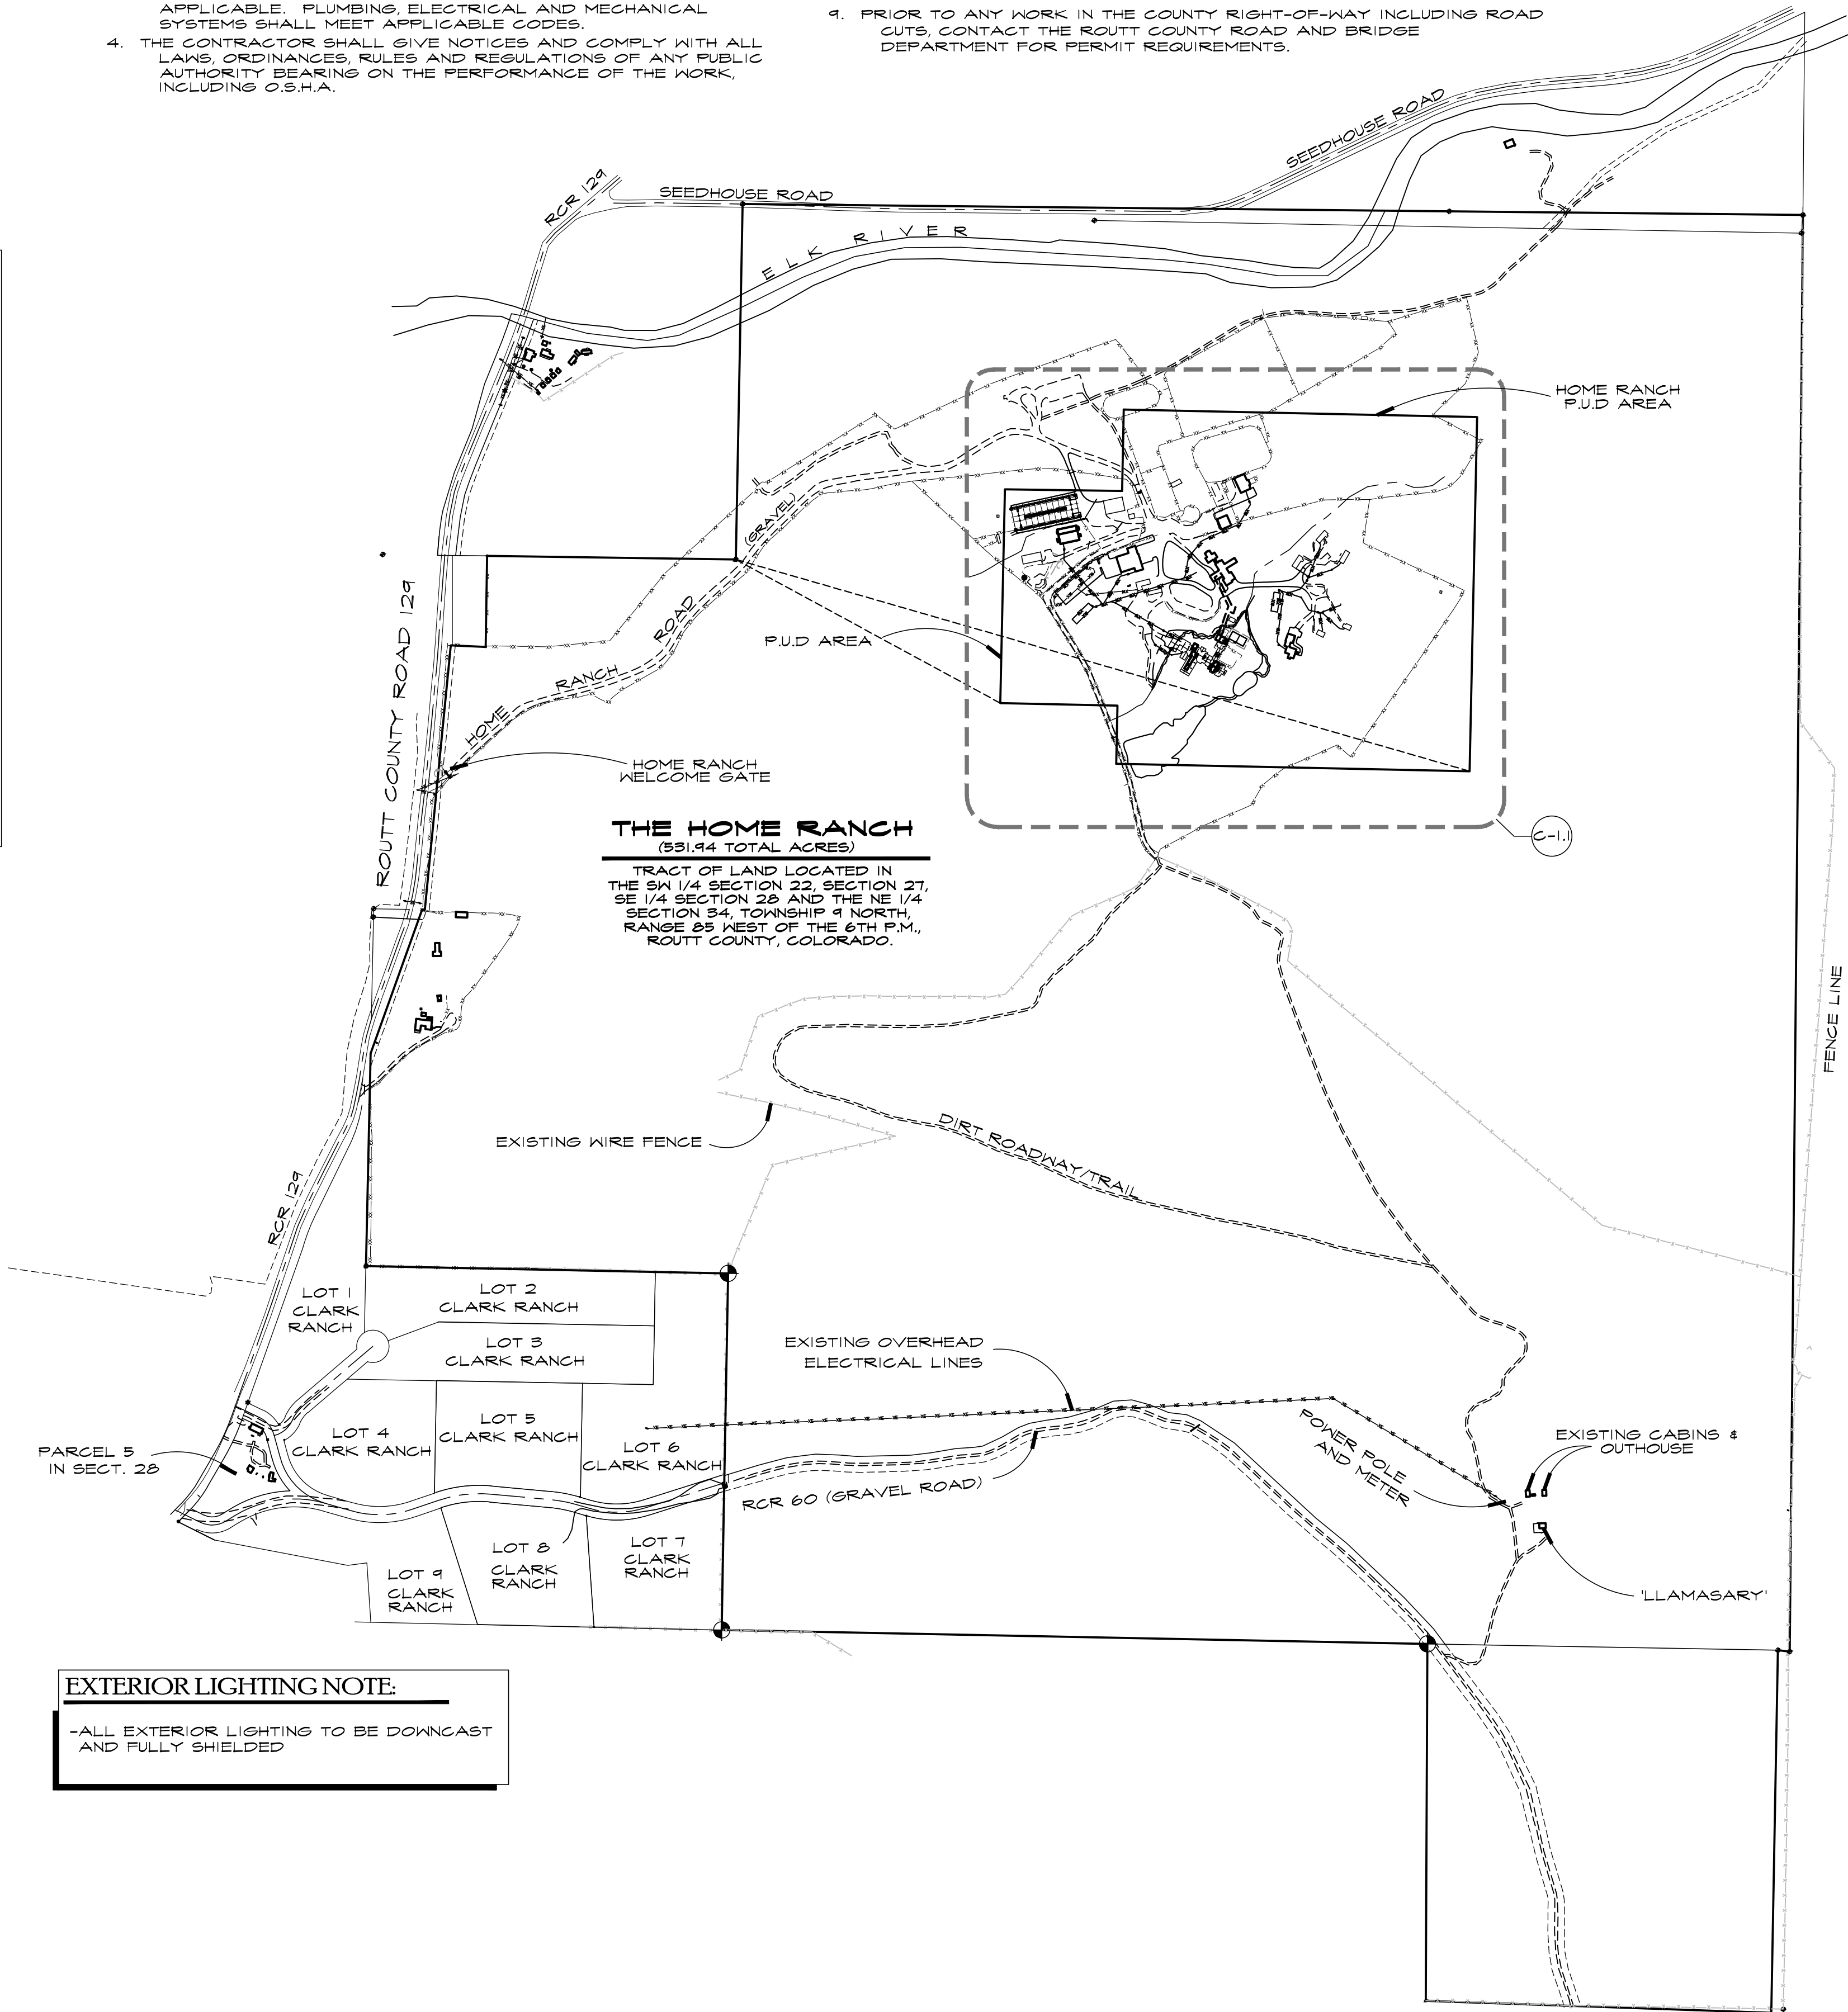 APPLICABLE. PLUMBING, ELECTRICAL AND MECHANICAL
SYSTEMS SHALL MEET APPLICABLE CODES.
4. THE CONTRACTOR SHALL GIVE NOTICES AND COMPLY WITH ALL
LAWS, ORDINANCES, RULES AND REGULATIONS OF ANY PUBLIC
AUTHORITY BEARING ON THE PERFORMANCE OF THE WORK,
INCLUDING O.S.H.A.
9. PRIOR TO ANY WORK IN THE COUNTY RIGHT-OF-WAY INCLUDING ROAD
CUTS, CONTACT THE ROUTT COUNTY ROAD AND BRIDGE
DEPARTMENT FOR PERMIT REQUIREMENTS.
SEEDHOUSE ROAD
RCR 129
SEEDHOUSE ROAD
ELK RIVER
HOME RANCH
P.U.D AREA
(GRAVEL)
ROUTT COUNTY ROAD 129
HOME RANCH ROAD
P.U.D AREA
HOME RANCH
WELCOME GATE
C-1.1
THE HOME RANCH
(531.94 TOTAL ACRES)
TRACT OF LAND LOCATED IN
THE SW 1/4 SECTION 22, SECTION 27,
SE 1/4 SECTION 28 AND THE NE 1/4
SECTION 34, TOWNSHIP 9 NORTH,
RANGE 85 WEST OF THE 6TH P.M.,
ROUTT COUNTY, COLORADO.
FENCE LINE
EXISTING WIRE FENCE
DIRT ROADWAY/TRAIL
RCR 129
LOT 1
CLARK
RANCH
LOT 2
CLARK RANCH
LOT 3
CLARK RANCH
EXISTING OVERHEAD
ELECTRICAL LINES
LOT 4
CLARK RANCH
LOT 5
CLARK RANCH
LOT 6
CLARK RANCH
PARCEL 5
IN SECT. 28
RCR 60 (GRAVEL ROAD)
POWER POLE
AND METER
EXISTING CABINS &
OUTHOUSE
LOT 7
CLARK
RANCH
LOT 8
CLARK
RANCH
LOT 9
CLARK
RANCH
'LLAMASARY'
EXTERIOR LIGHTING NOTE:
-ALL EXTERIOR LIGHTING TO BE DOWNCAST
AND FULLY SHIELDED